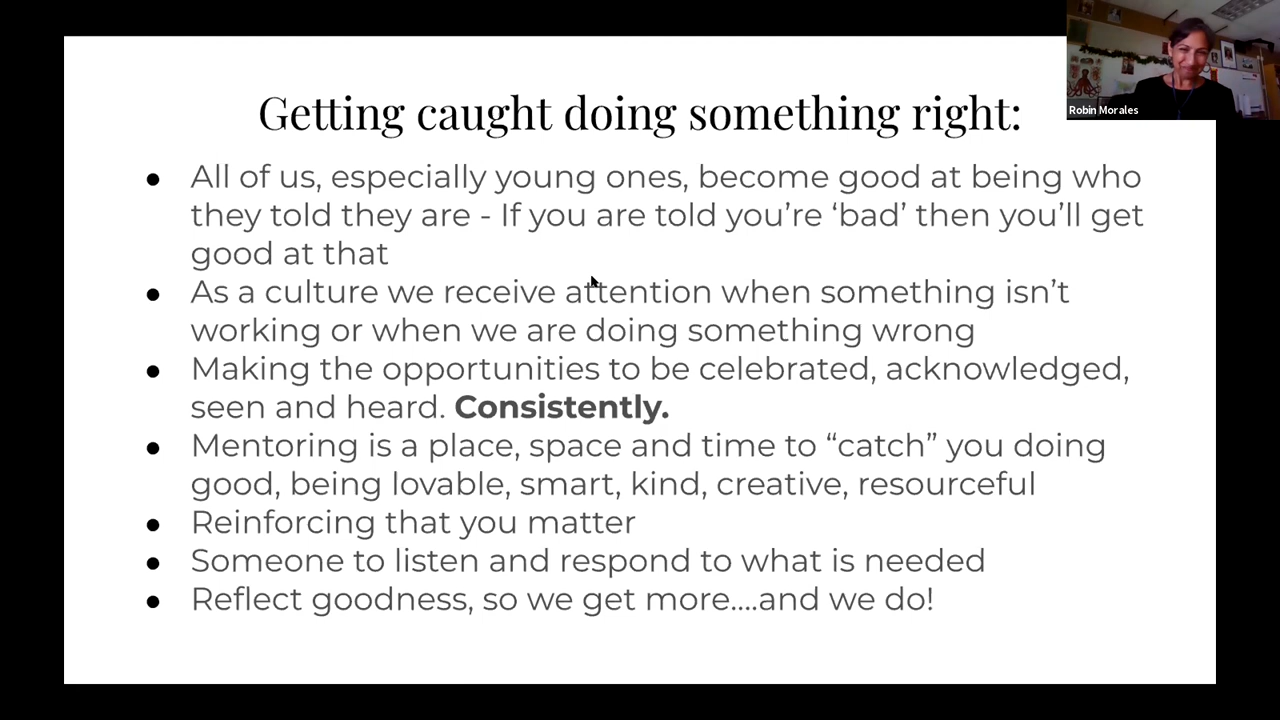 Getting caught doing something right:
Robin Morales
● All of us, especially young ones, become good at being who
they told they are - If you are told you’re ‘bad’ then you’ll get
good at that
● As a culture we receive attention when something isn’t
working or when we are doing something wrong
● Making the opportunities to be celebrated, acknowledged,
seen and heard. Consistently.
● Mentoring is a place, space and time to “catch” you doing
good, being lovable, smart, kind, creative, resourceful
● Reinforcing that you matter
● Someone to listen and respond to what is needed
● Reflect goodness, so we get more....and we do!